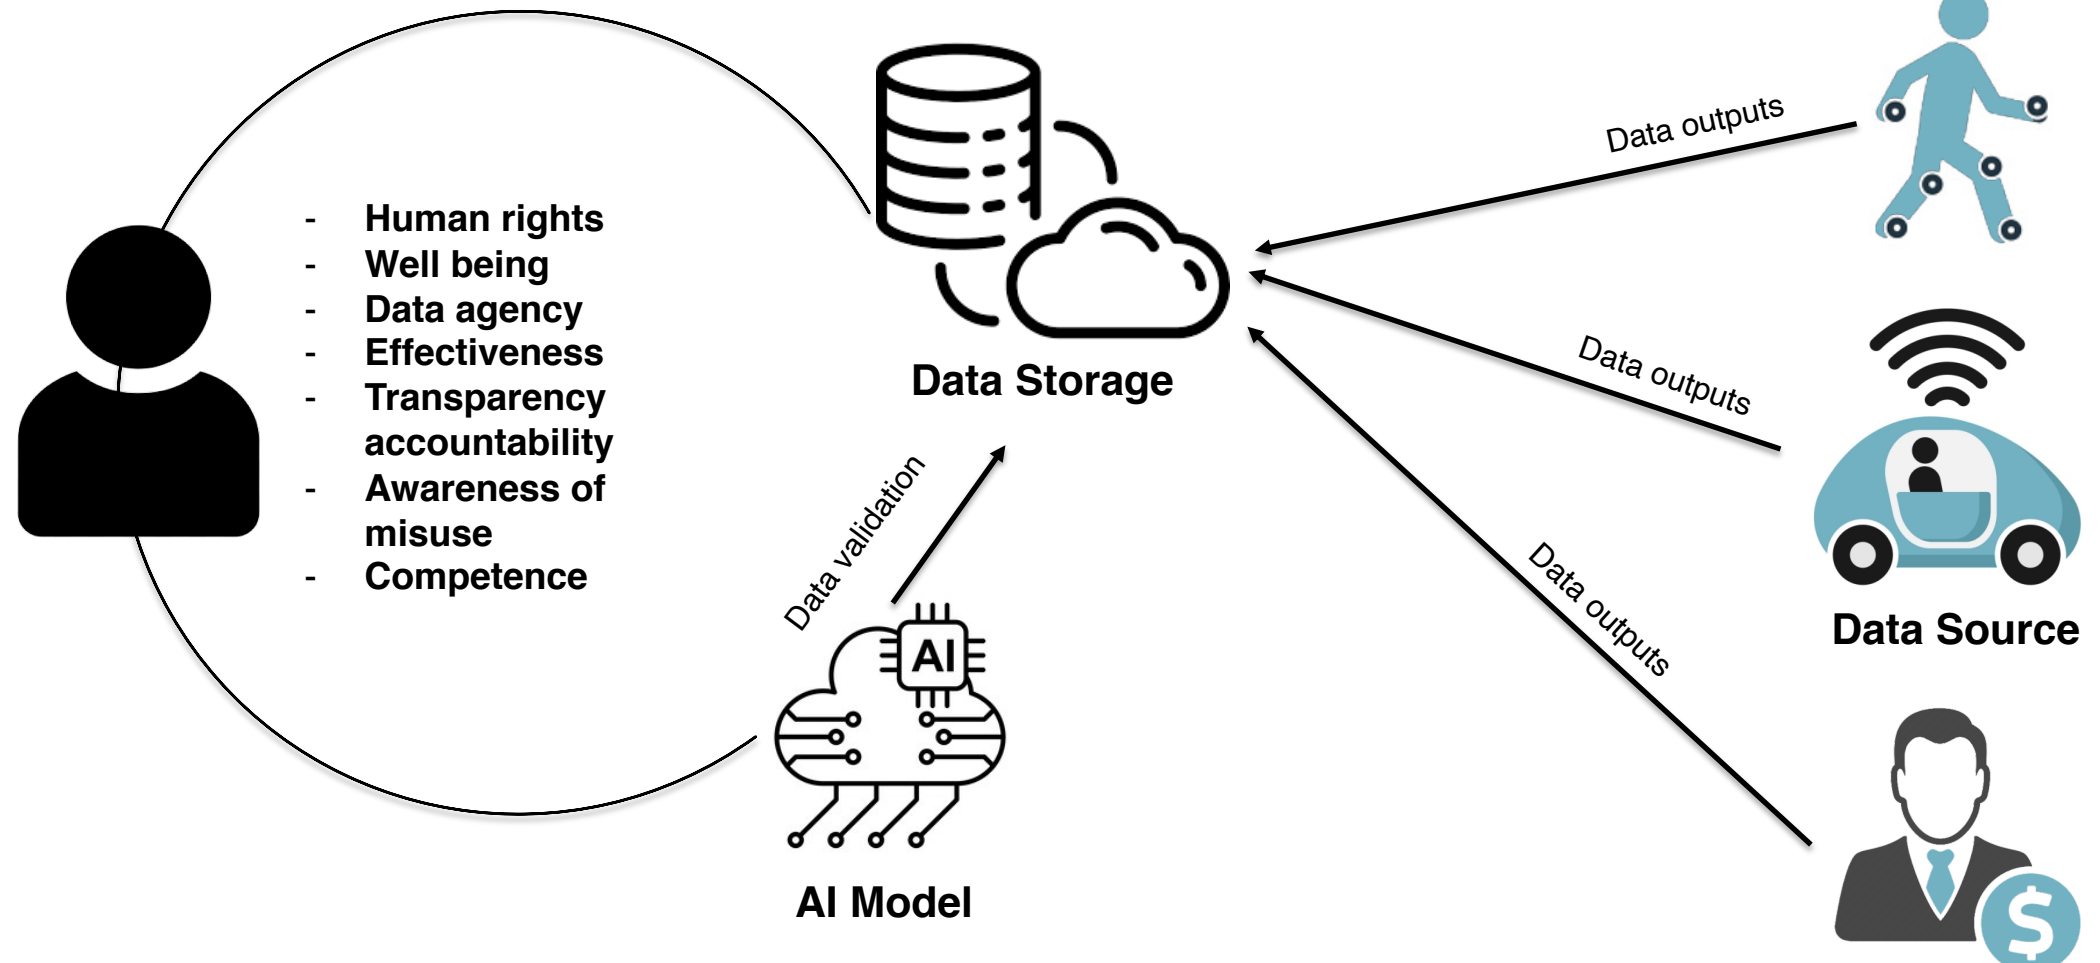 - Human rights
- Well being
- Data agency
- Effectiveness
- Transparency
accountability
- Awareness of
misuse
- Competence
Data Storage
Data validation
AI
AI Model
Data outputs
Data outputs
Data outputs
Data Source
$